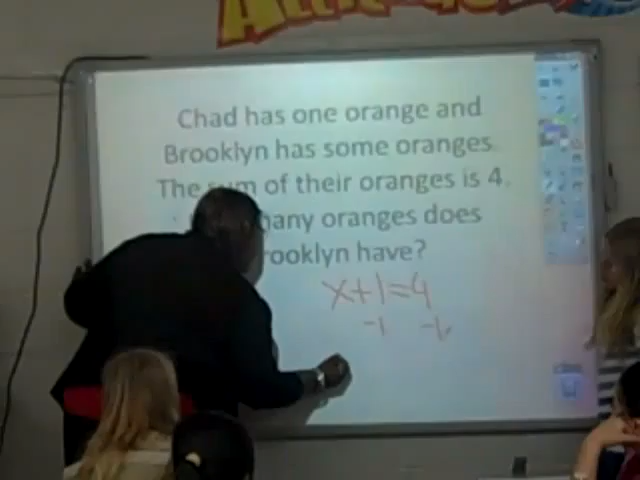 Chad has one orange and
Brooklyn has some oranges.
The sum of their oranges is 4.
many oranges does
rooklyn have?
x+1=4
-1 -1